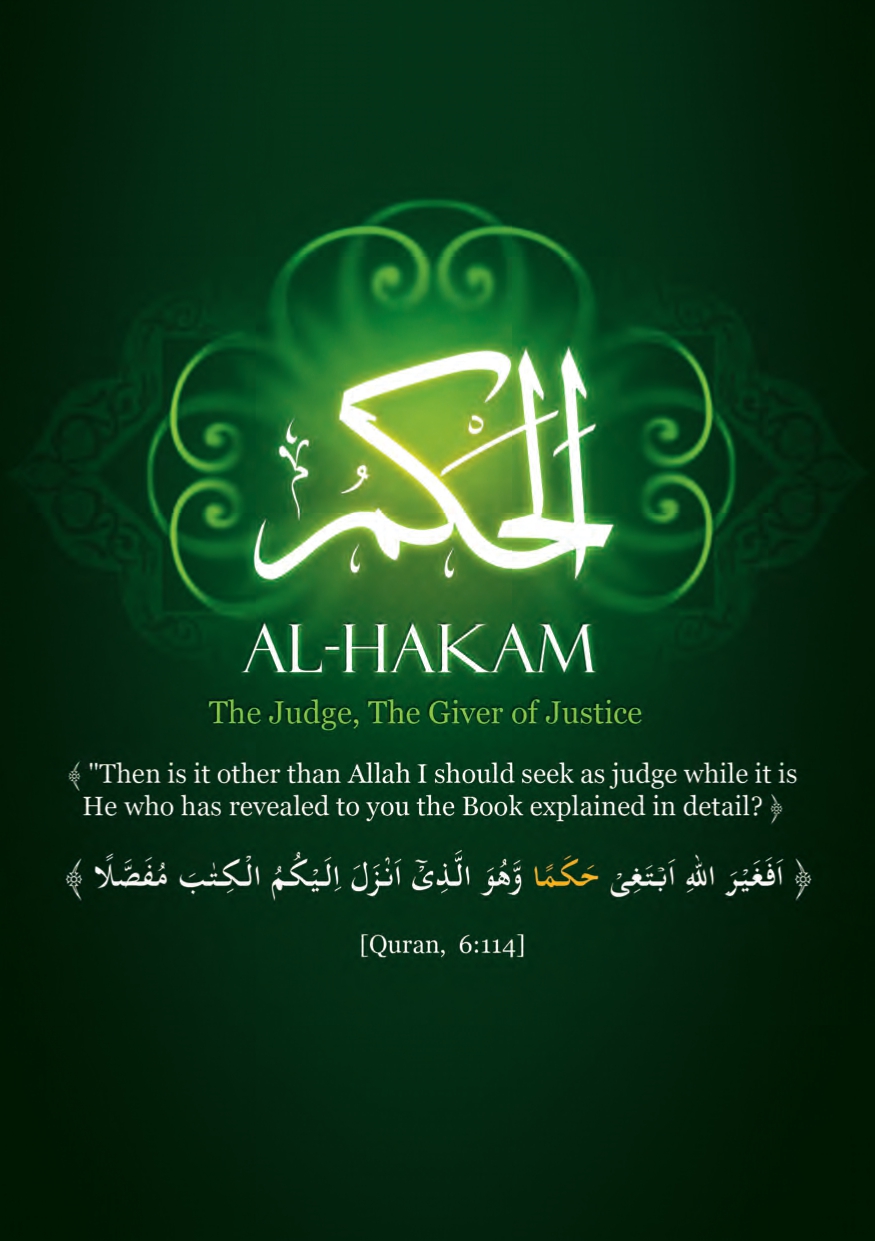 الحَكَمُ
AL-HAKAM
The Judge, The Giver of Justice
﴾ "Then is it other than Allah I should seek as judge while it is
He who has revealed to you the Book explained in detail? ﴿
﴿ اَفَغَيْرَ اللّٰهِ اَبْتَغِىْ حَكَمًا وَّهُوَ الَّذِىْۤ اَنْزَلَ اِلَيْكُمُ الْكِتٰبَ مُفَصَّلًا ﴾
[Quran, 6:114]